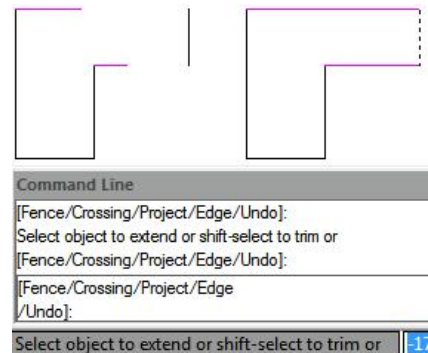 Command Line
[Fence/Crossing/Project/Edge/Undo]:
Select object to extend or shift-select to trim or
[Fence/Crossing/Project/Edge/Undo]:
[Fence/Crossing/Project/Edge
/Undo]:
Select object to extend or shift-select to trim or -17